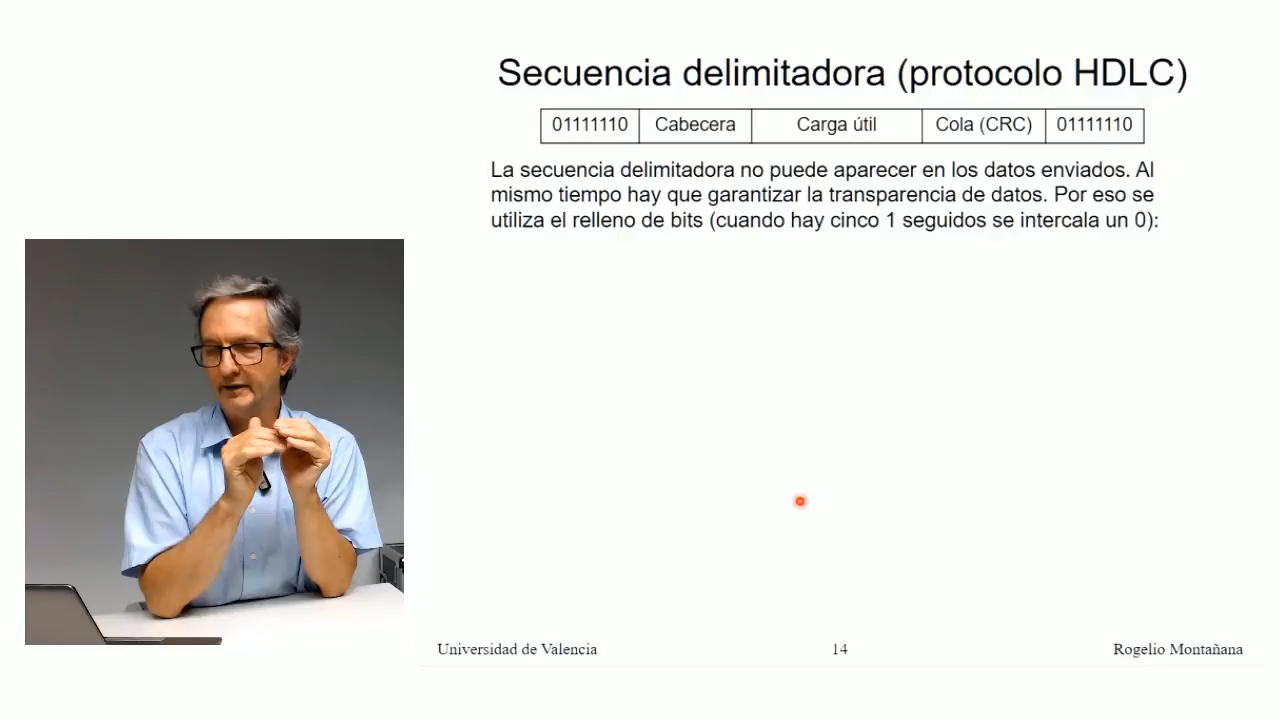 Secuencia delimitadora (protocolo HDLC)
01111110 Cabecera Carga útil Cola (CRC) 01111110
La secuencia delimitadora no puede aparecer en los datos enviados. Al
mismo tiempo hay que garantizar la transparencia de datos. Por eso se
utiliza el relleno de bits (cuando hay cinco 1 seguidos se intercala un 0):
Universidad de Valencia 14 Rogelio Montañana